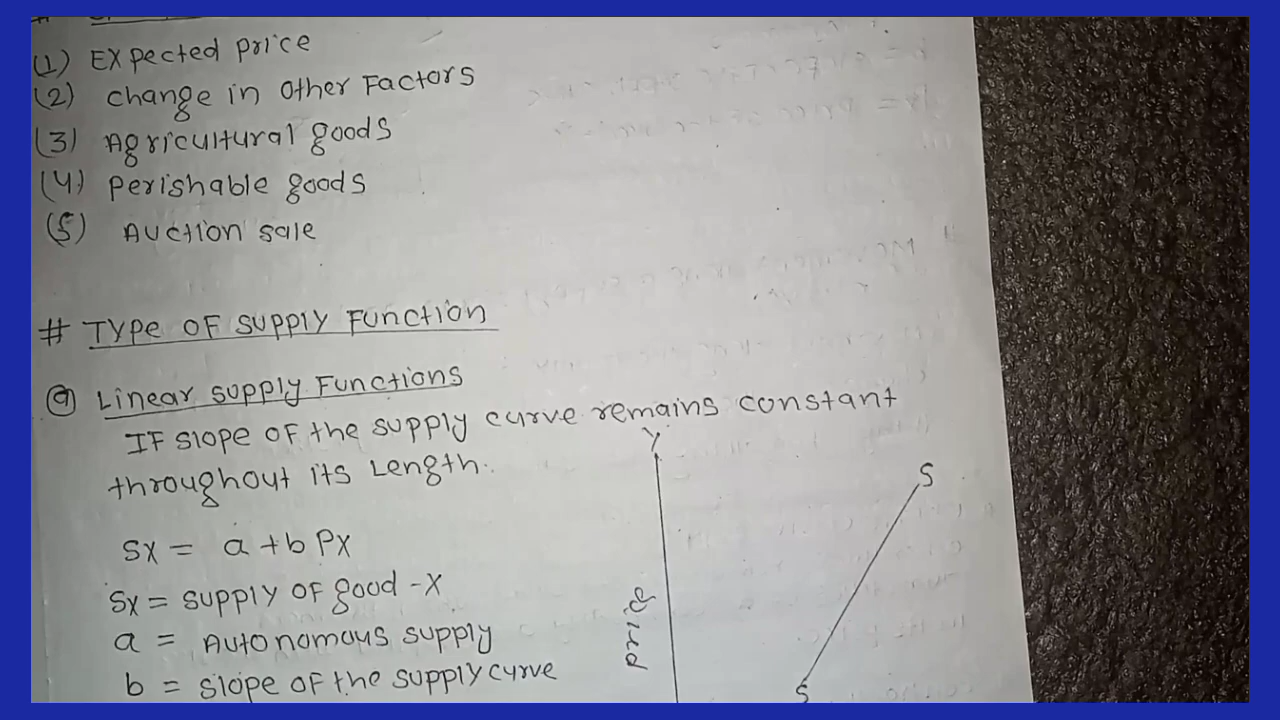 (1) Expected price
(2) change in other Factors
(3) Agricultural goods
(4) perishable goods
(5) Auction sale
# TYPE OF SUPPLY FUNCTION
(a) Linear supply Functions
IF slope of the supply curve remains constant
throughout its Length.
Sx = a + b Px
Sx = supply of good - X
a = Autonomous supply
b = slope of the supply curve
Y
S
price
S